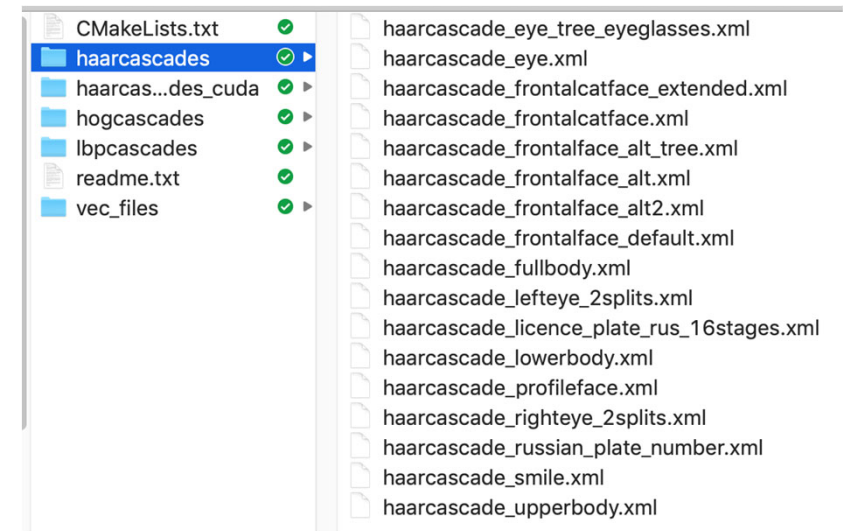 CMakeLists.txt
haarcascades
haarcas...des_cuda
hogcascades
lbpcascades
readme.txt
vec_files
haarcascade_eye_tree_eyeglasses.xml
haarcascade_eye.xml
haarcascade_frontalcatface_extended.xml
haarcascade_frontalcatface.xml
haarcascade_frontalface_alt_tree.xml
haarcascade_frontalface_alt.xml
haarcascade_frontalface_alt2.xml
haarcascade_frontalface_default.xml
haarcascade_fullbody.xml
haarcascade_lefteye_2splits.xml
haarcascade_licence_plate_rus_16stages.xml
haarcascade_lowerbody.xml
haarcascade_profileface.xml
haarcascade_righteye_2splits.xml
haarcascade_russian_plate_number.xml
haarcascade_smile.xml
haarcascade_upperbody.xml